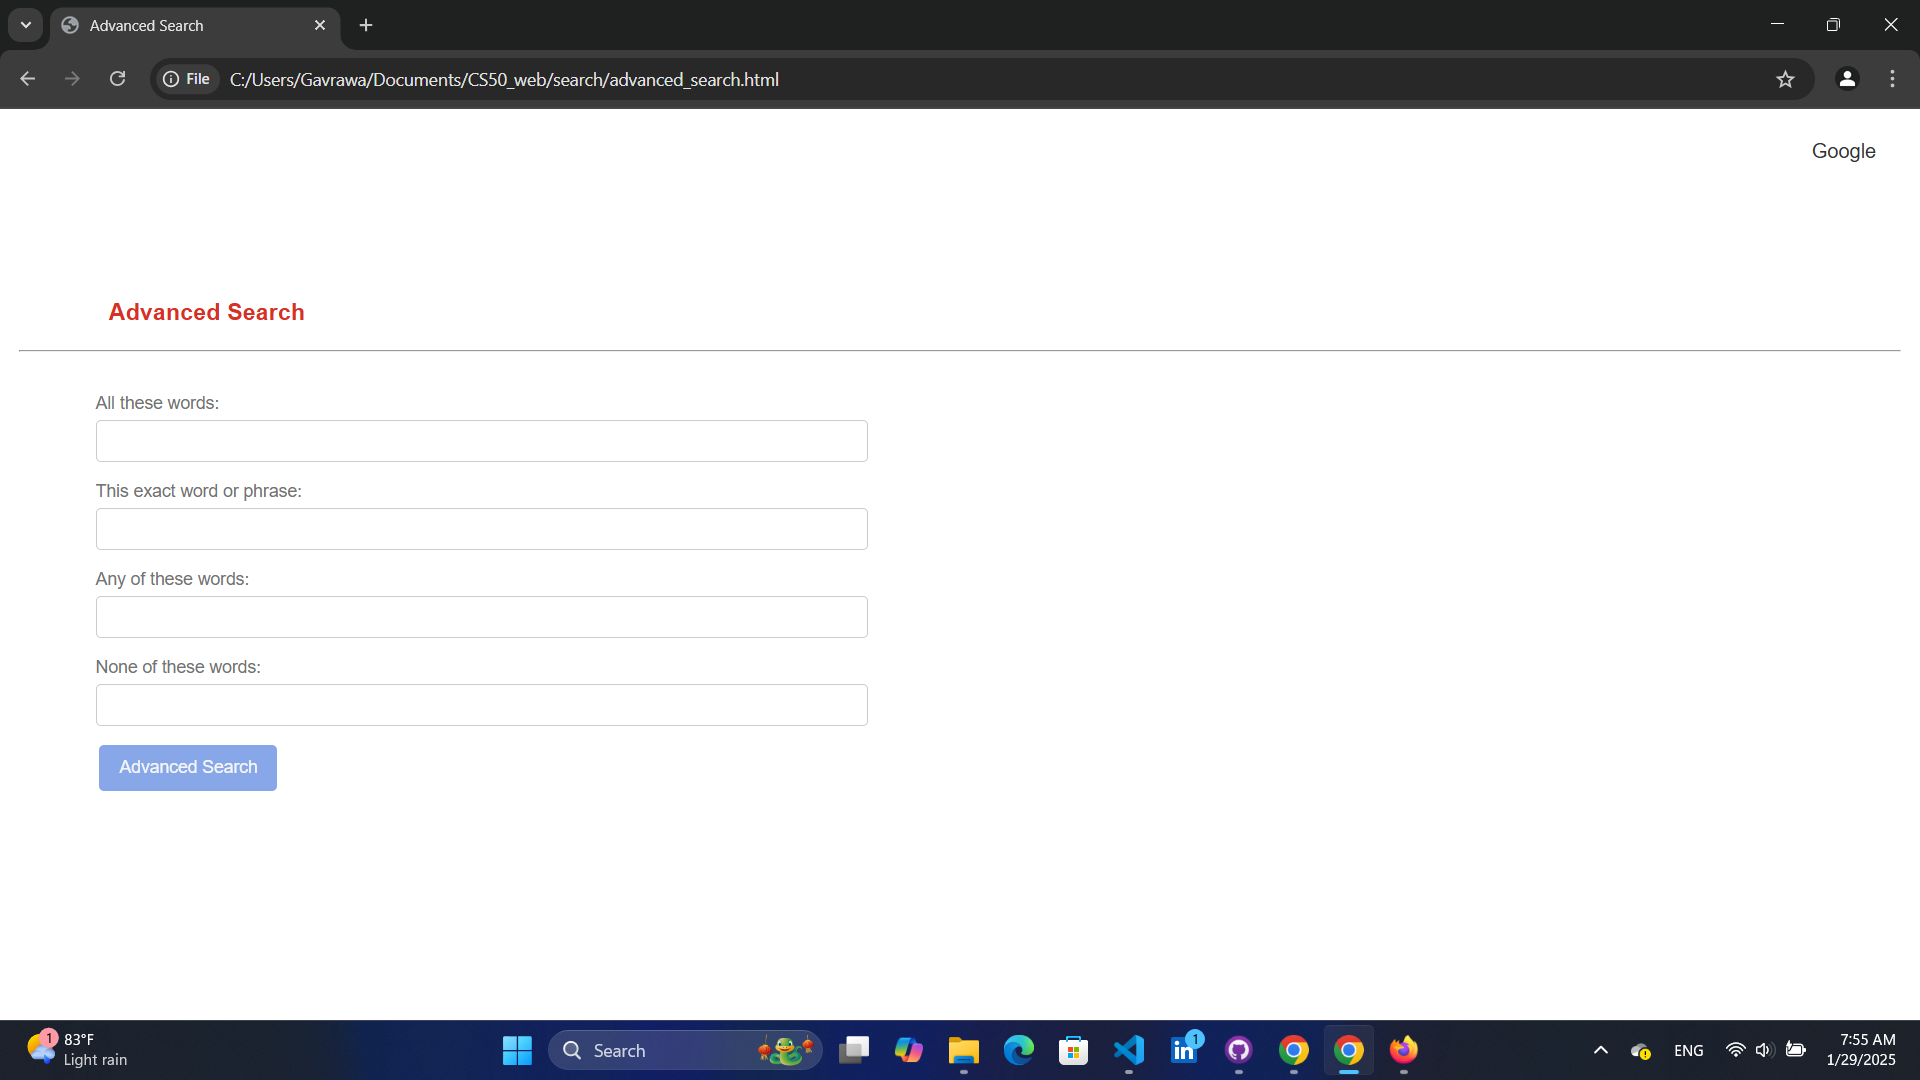 Advanced Search
File
C:/Users/Gavrawa/Documents/CS50_web/search/advanced_search.html
Google
Advanced Search
All these words:
This exact word or phrase:
Any of these words:
None of these words:
Advanced Search
1
83°F
Light rain
Search
in
1
ENG
7:55 AM
1/29/2025